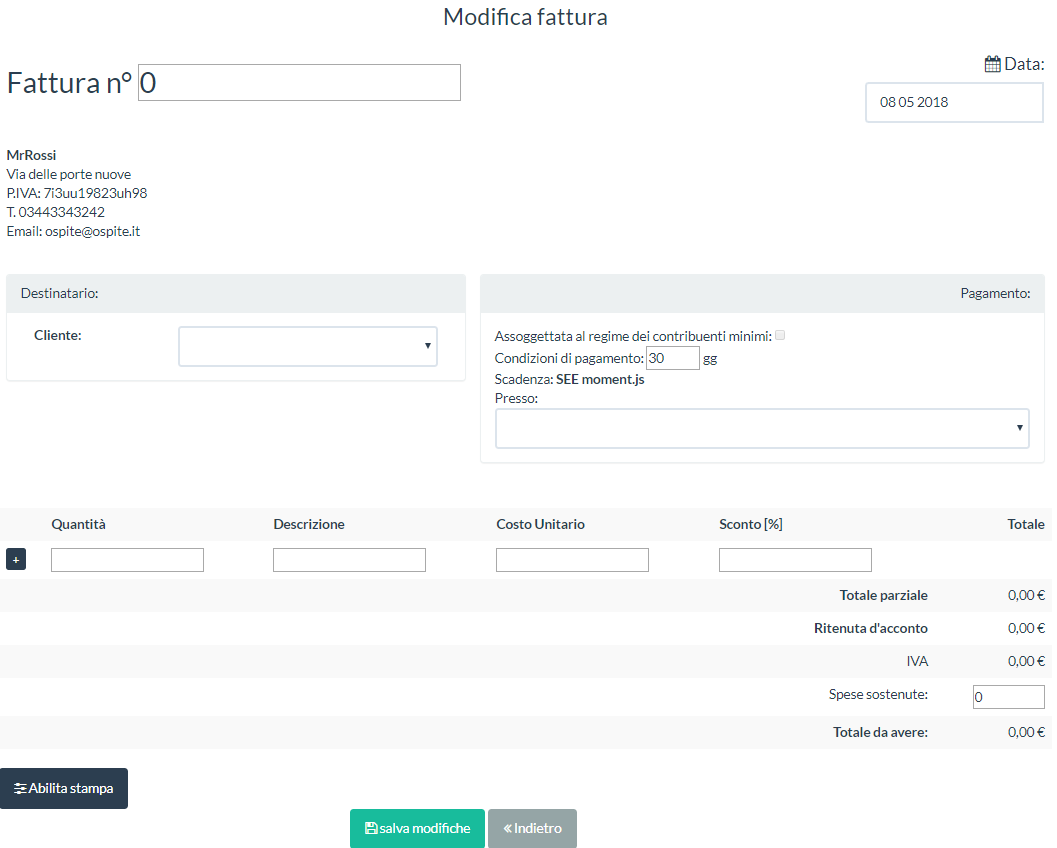 Modifica fattura
Fattura n° 0
Data:
08 05 2018
MrRossi
Via delle porte nuove
P.IVA: 7i3uu19823uh98
T. 03443343242
Email: ospite@ospite.it
Destinatario:
Cliente:
Pagamento:
Assoggettata al regime dei contribuenti minimi:
Condizioni di pagamento: 30 gg
Scadenza: SEE moment.js
Presso:
Quantità Descrizione Costo Unitario Sconto [%] Totale
+
Totale parziale 0,00 €
Ritenuta d'acconto 0,00 €
IVA 0,00 €
Spese sostenute: 0
Totale da avere: 0,00 €
Abilita stampa
salva modifiche «Indietro